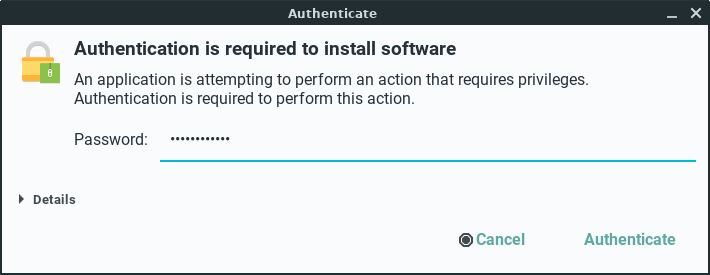 Authenticate
Authentication is required to install software
An application is attempting to perform an action that requires privileges.
Authentication is required to perform this action.
Password: ••••••••••••
Details
Cancel
Authenticate